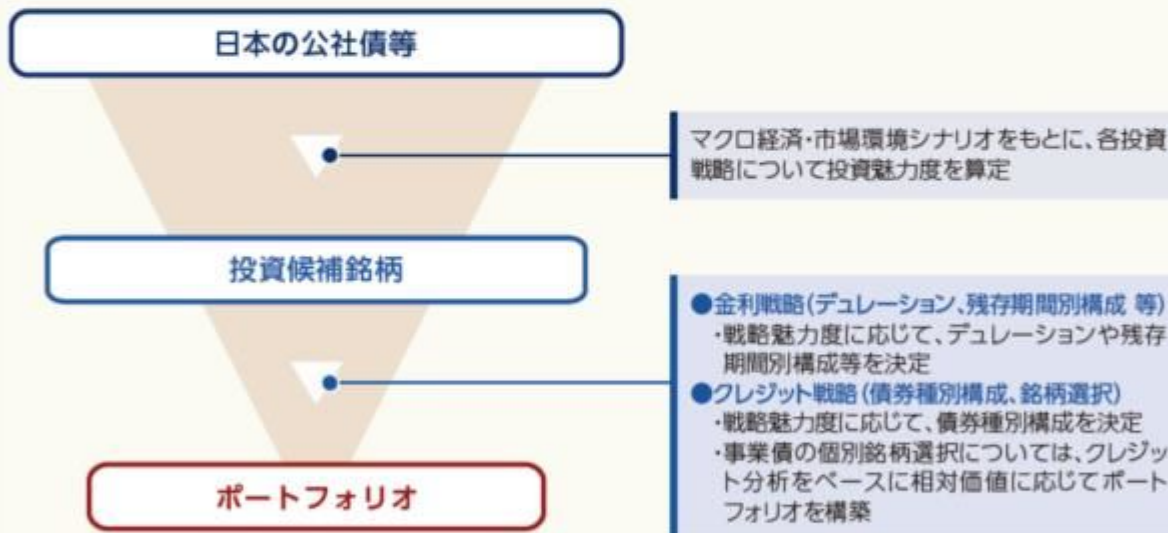 日本の公社債等
マクロ経済・市場環境シナリオをもとに、各投資
戦略について投資魅力度を算定
投資候補銘柄
●金利戦略(デュレーション、残存期間別構成 等)
・戦略魅力度に応じて、デュレーションや残存
期間別構成等を決定
●クレジット戦略(債券種別構成、銘柄選択)
・戦略魅力度に応じて、債券種別構成を決定
・事業債の個別銘柄選択については、クレジッ
ト分析をベースに相対価値に応じてポート
フォリオを構築
ポートフォリオ